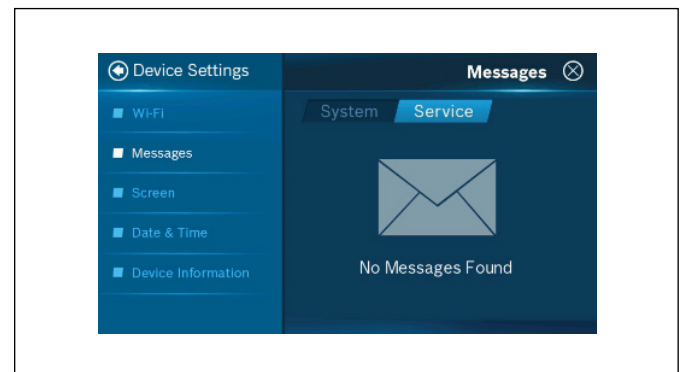 Device Settings
Wi-Fi
Messages
Screen
Date & Time
Device Information
Messages
System
Service
No Messages Found